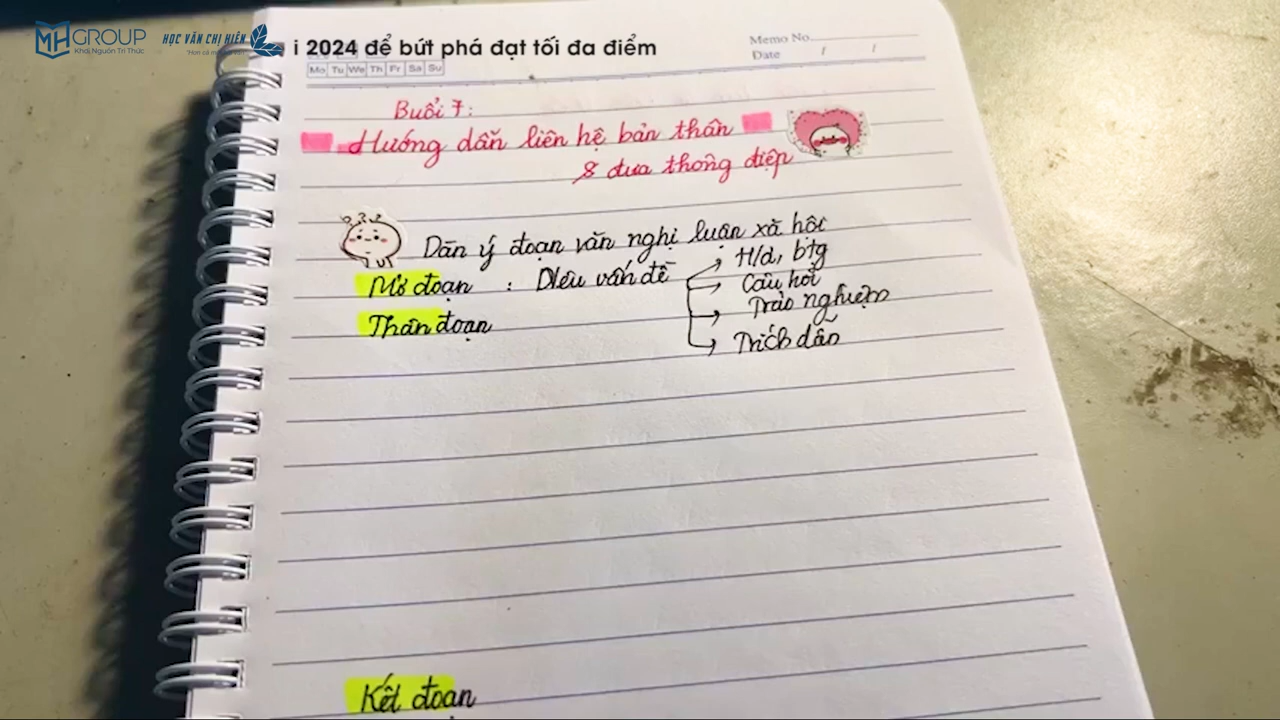 MH GROUP
Khơi Nguồn Tri Thức
HỌC VĂN CHỊ HIÊN
i 2024 để bứt phá đạt tối đa điểm
Memo No.
Date / /
Mo Tu We Th Fr Sa Su
Buổi 7:
Hướng dẫn liên hệ bản thân
& đưa thông điệp
???
Dàn ý đoạn văn nghị luận xã hội
Mở đoạn : Nêu vấn đề
H/a, btg
Câu hỏi
Trải nghiệm
Trích dẫn
Thân đoạn
Kết đoạn